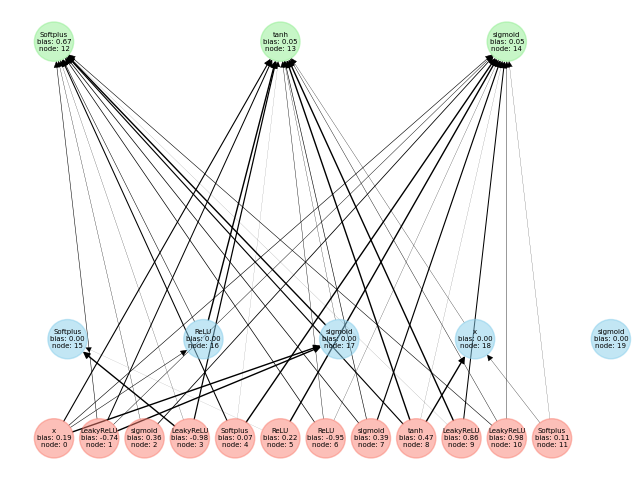 Softplus
bias: 0.67
node: 12
tanh
bias: 0.05
node: 13
sigmoid
bias: 0.05
node: 14
Softplus
bias: 0.00
node: 15
ReLU
bias: 0.00
node: 16
sigmoid
bias: 0.00
node: 17
x
bias: 0.00
node: 18
sigmoid
bias: 0.00
node: 19
x
bias: 0.19
node: 0
LeakyReLU
bias: -0.74
node: 1
sigmoid
bias: 0.36
node: 2
LeakyReLU
bias: -0.98
node: 3
Softplus
bias: 0.07
node: 4
ReLU
bias: 0.22
node: 5
ReLU
bias: -0.95
node: 6
sigmoid
bias: 0.39
node: 7
tanh
bias: 0.47
node: 8
LeakyReLU
bias: 0.86
node: 9
LeakyReLU
bias: 0.98
node: 10
Softplus
bias: 0.11
node: 11